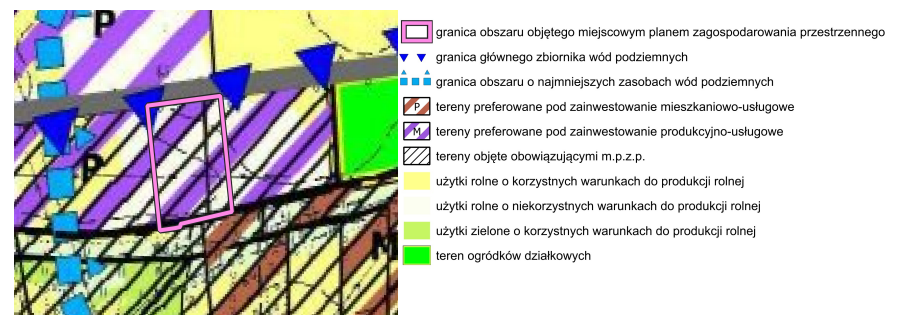 P
granica obszaru objętego miejscowym planem zagospodarowania przestrzennego
granica głównego zbiornika wód podziemnych
granica obszaru o najmniejszych zasobach wód podziemnych
P tereny preferowane pod zainwestowanie mieszkaniowo-usługowe
M tereny preferowane pod zainwestowanie produkcyjno-usługowe
tereny objęte obowiązującymi m.p.z.p.
P
użytki rolne o korzystnych warunkach do produkcji rolnej
użytki rolne o niekorzystnych warunkach do produkcji rolnej
użytki zielone o korzystnych warunkach do produkcji rolnej
M
teren ogródków działkowych